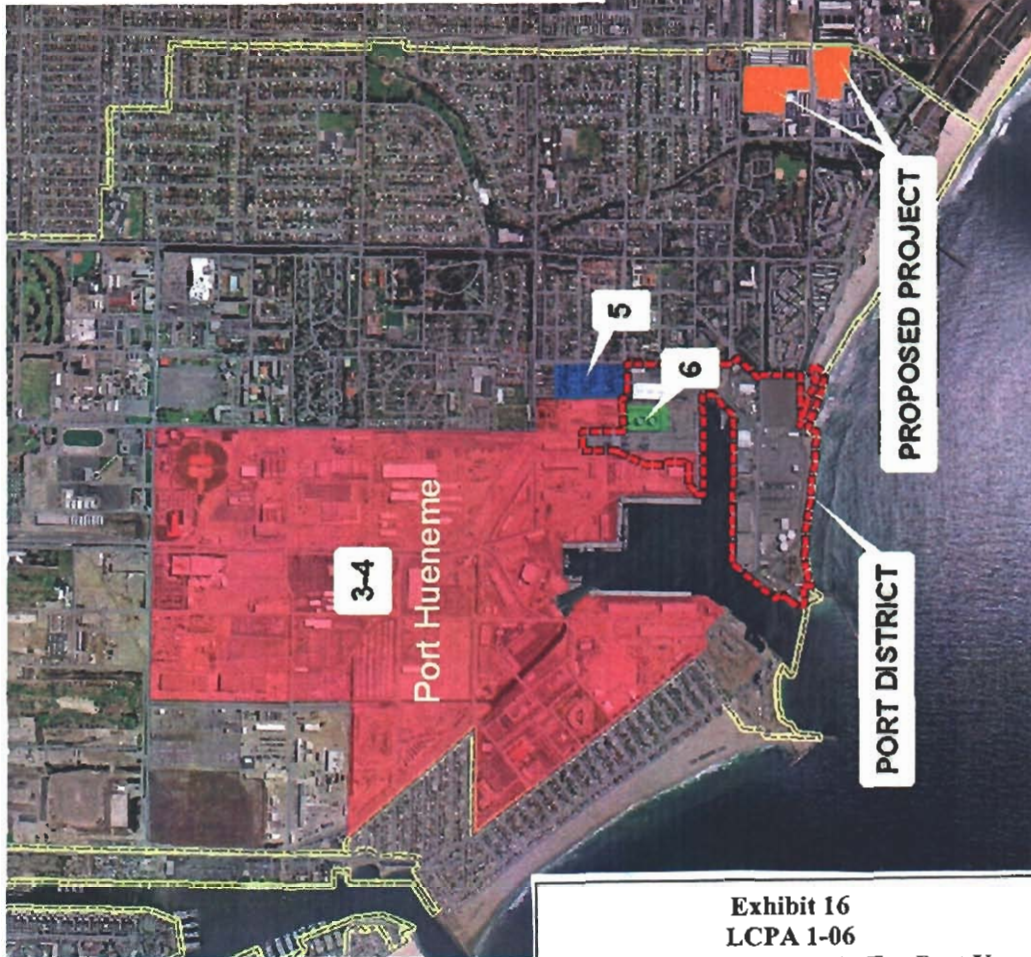 PROPOSED PROJECT
5
6
3-4
Port Hueneme
PORT DISTRICT
Exhibit 16
LCPA 1-06